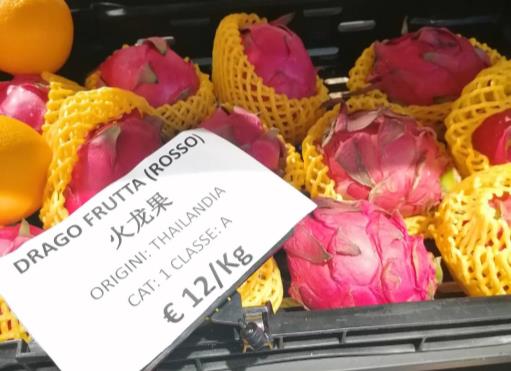 DRAGO FRUTTA (ROSSO)
火龙果
ORIGINI: THAILANDIA
CAT: 1 CLASSE: A
€ 12/Kg